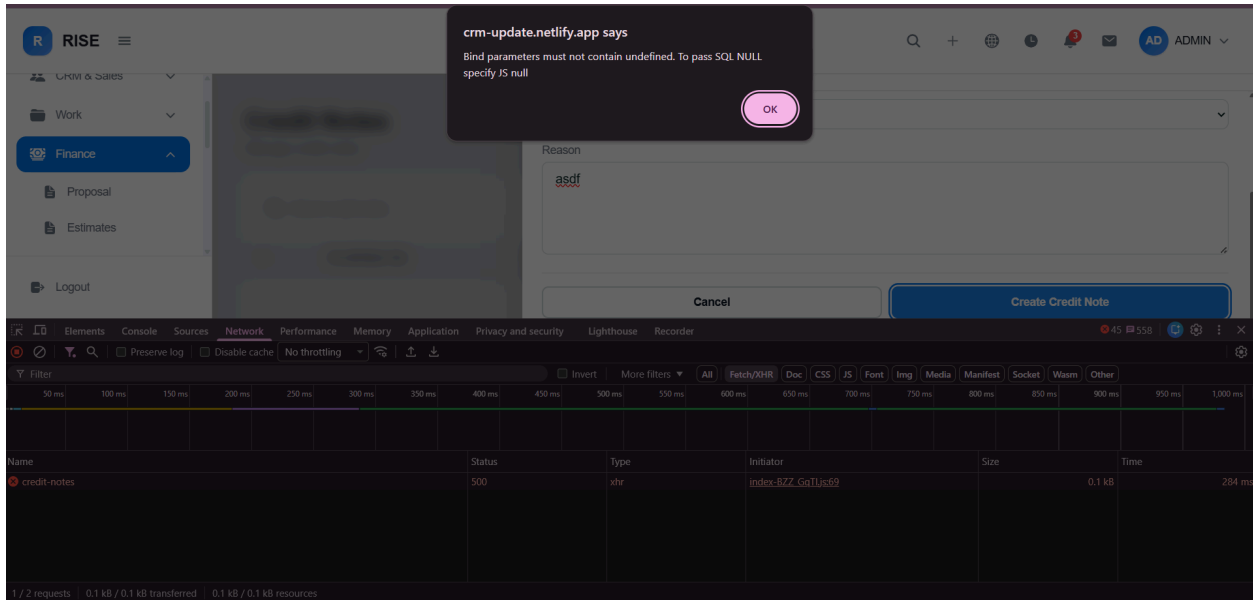 crm-update.netlify.app says
Bind parameters must not contain undefined. To pass SQL NULL
specify JS null
OK
R RISE
3
AD ADMIN
CRM & Sales
Work
Finance
Proposal
Estimates
Logout
Credit Notes
Reason
asdf
Cancel Create Credit Note
Elements Console Sources Network Performance Memory Application Privacy and security Lighthouse Recorder 45 558
Preserve log Disable cache No throttling
Filter Invert More filters All Fetch/XHR Doc CSS JS Font Img Media Manifest Socket Wasm Other
50 ms 100 ms 150 ms 200 ms 250 ms 300 ms 350 ms 400 ms 450 ms 500 ms 550 ms 600 ms 650 ms 700 ms 750 ms 800 ms 850 ms 900 ms 950 ms 1,000 ms
Name Status Type Initiator Size Time
credit-notes 500 xhr index-BZZ_GqTl.js:69 0.1 kB 284 ms
1 / 2 requests 0.1 kB / 0.1 kB transferred 0.1 kB / 0.1 kB resources